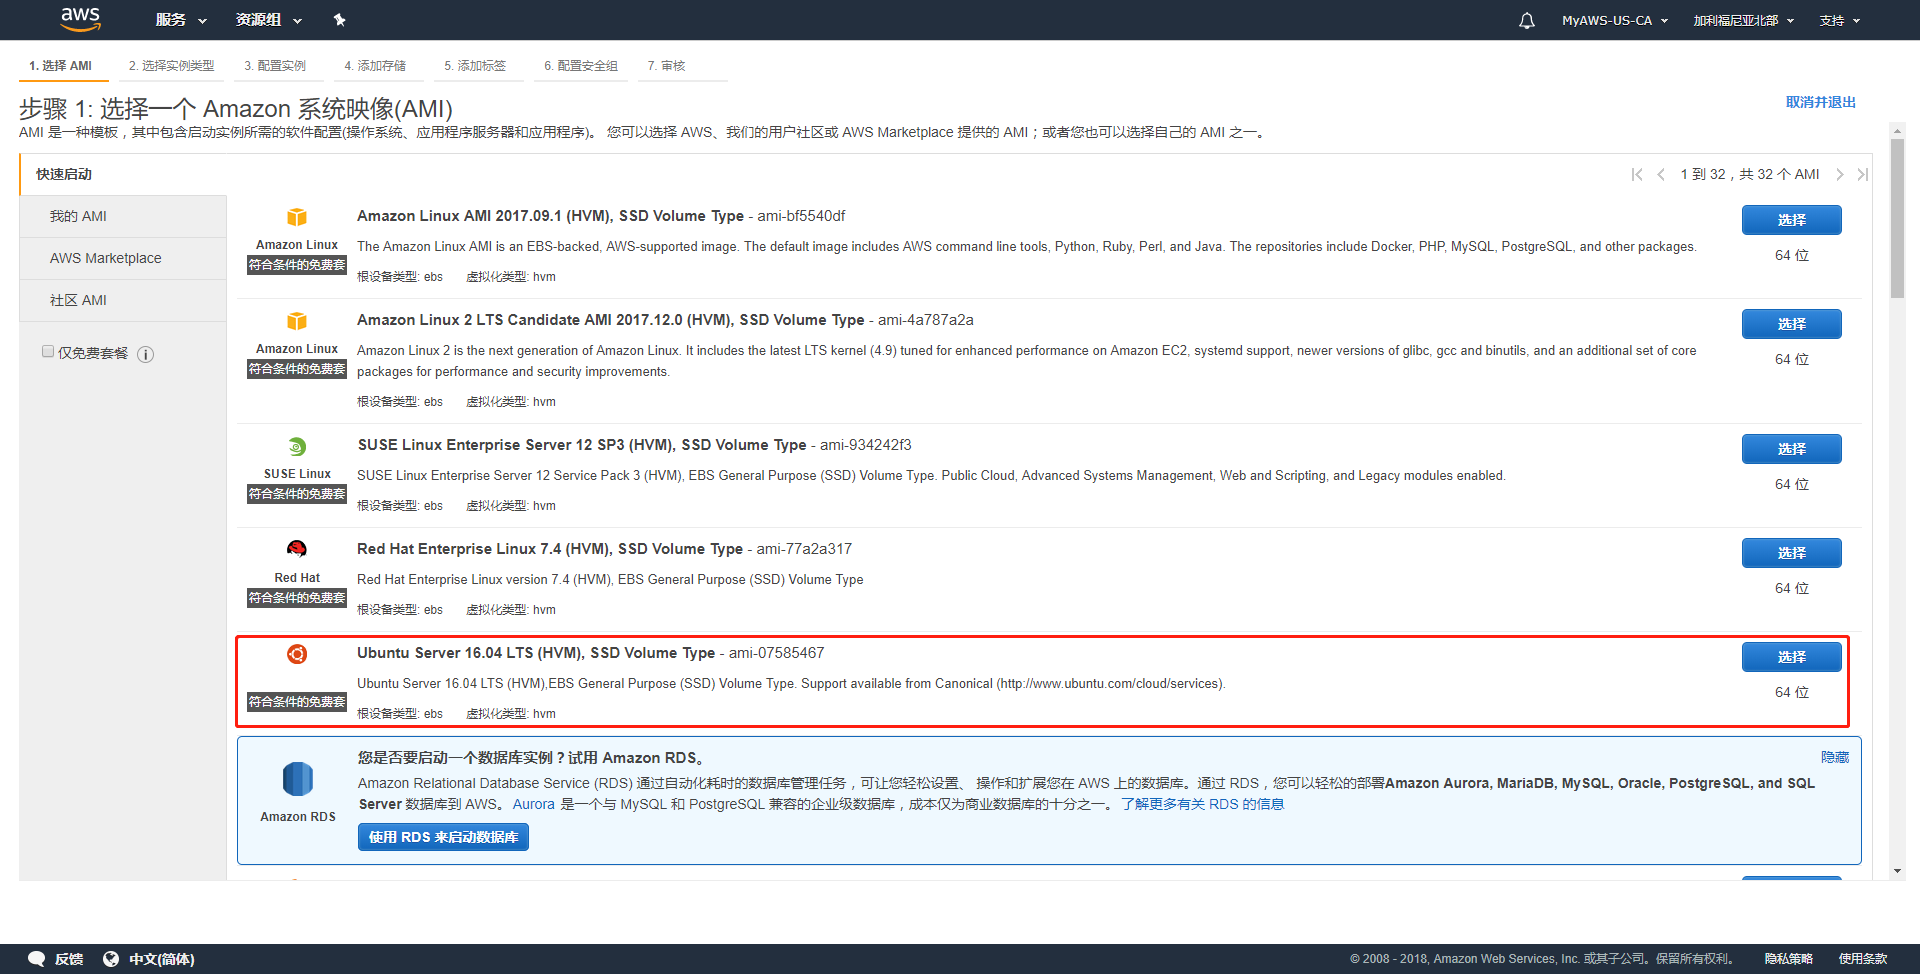 aws 服务 资源组 MyAWS-US-CA 加利福尼亚北部 支持
1. 选择 AMI 2. 选择实例类型 3. 配置实例 4. 添加存储 5. 添加标签 6. 配置安全组 7. 审核
步骤 1: 选择一个 Amazon 系统映像(AMI)
取消并退出
AMI 是一种模板，其中包含启动实例所需的软件配置(操作系统、应用程序服务器和应用程序)。 您可以选择 AWS、我们的用户社区或 AWS Marketplace 提供的 AMI；或者您也可以选择自己的 AMI 之一。
快速启动
1 到 32，共 32 个 AMI
我的 AMI
AWS Marketplace
社区 AMI
仅免费套餐
Amazon Linux
符合条件的免费套
Amazon Linux AMI 2017.09.1 (HVM), SSD Volume Type - ami-bf5540df
The Amazon Linux AMI is an EBS-backed, AWS-supported image. The default image includes AWS command line tools, Python, Ruby, Perl, and Java. The repositories include Docker, PHP, MySQL, PostgreSQL, and other packages.
根设备类型: ebs 虚拟化类型: hvm
选择
64 位
Amazon Linux
符合条件的免费套
Amazon Linux 2 LTS Candidate AMI 2017.12.0 (HVM), SSD Volume Type - ami-4a787a2a
Amazon Linux 2 is the next generation of Amazon Linux. It includes the latest LTS kernel (4.9) tuned for enhanced performance on Amazon EC2, systemd support, newer versions of glibc, gcc and binutils, and an additional set of core
packages for performance and security improvements.
根设备类型: ebs 虚拟化类型: hvm
选择
64 位
SUSE Linux
符合条件的免费套
SUSE Linux Enterprise Server 12 SP3 (HVM), SSD Volume Type - ami-934242f3
SUSE Linux Enterprise Server 12 Service Pack 3 (HVM), EBS General Purpose (SSD) Volume Type. Public Cloud, Advanced Systems Management, Web and Scripting, and Legacy modules enabled.
根设备类型: ebs 虚拟化类型: hvm
选择
64 位
Red Hat
符合条件的免费套
Red Hat Enterprise Linux 7.4 (HVM), SSD Volume Type - ami-77a2a317
Red Hat Enterprise Linux version 7.4 (HVM), EBS General Purpose (SSD) Volume Type
根设备类型: ebs 虚拟化类型: hvm
选择
64 位
符合条件的免费套
Ubuntu Server 16.04 LTS (HVM), SSD Volume Type - ami-07585467
Ubuntu Server 16.04 LTS (HVM),EBS General Purpose (SSD) Volume Type. Support available from Canonical (http://www.ubuntu.com/cloud/services).
根设备类型: ebs 虚拟化类型: hvm
选择
64 位
Amazon RDS
您是否要启动一个数据库实例？试用 Amazon RDS。
隐藏
Amazon Relational Database Service (RDS) 通过自动化耗时的数据库管理任务，可让您轻松设置、 操作和扩展您在 AWS 上的数据库。通过 RDS，您可以轻松的部署Amazon Aurora, MariaDB, MySQL, Oracle, PostgreSQL, and SQL
Server 数据库到 AWS。 Aurora 是一个与 MySQL 和 PostgreSQL 兼容的企业级数据库，成本仅为商业数据库的十分之一。 了解更多有关 RDS 的信息
使用 RDS 来启动数据库
反馈 中文(简体) © 2008 - 2018, Amazon Web Services, Inc. 或其子公司。保留所有权利。 隐私策略 使用条款